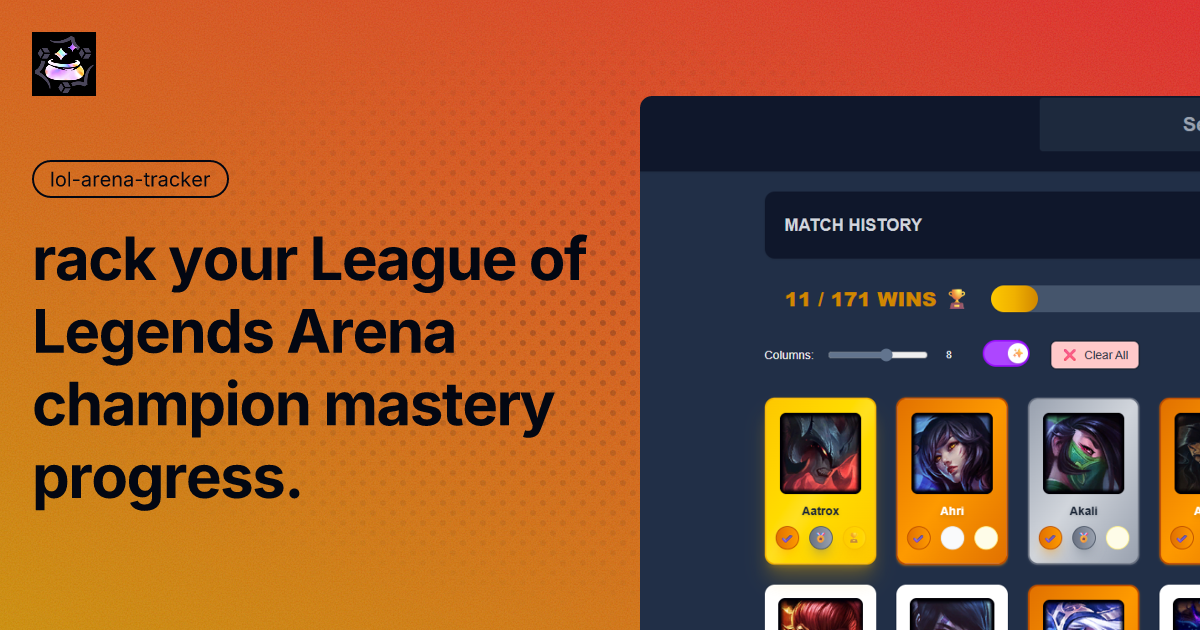 lol-arena-tracker
rack your League of
Legends Arena
champion mastery
progress.
MATCH HISTORY
11 / 171 WINS
Columns:
8
Clear All
Aatrox
Ahri
Akali